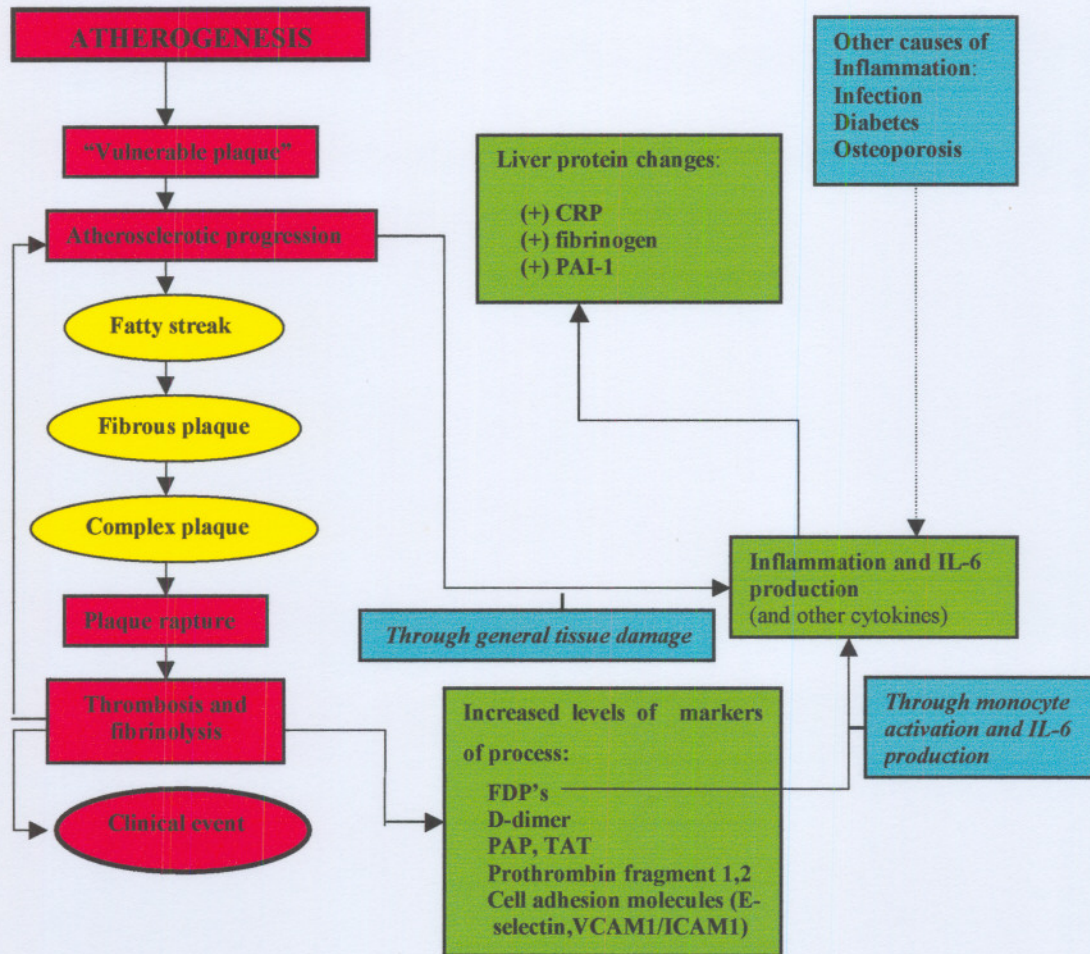 ATHEROGENESIS
"Vulnerable plaque"
Atherosclerotic progression
Fatty streak
Fibrous plaque
Complex plaque
Plaque rapture
Thrombosis and
fibrinolysis
Clinical event
Liver protein changes:
(+) CRP
(+) fibrinogen
(+) PAI-1
Other causes of
Inflammation:
Infection
Diabetes
Osteoporosis
Inflammation and IL-6
production
(and other cytokines)
Through general tissue damage
Increased levels of markers
of process:
FDP's
D-dimer
PAP, TAT
Prothrombin fragment 1,2
Cell adhesion molecules (E-
selectin,VCAM1/ICAM1)
Through monocyte
activation and IL-6
production